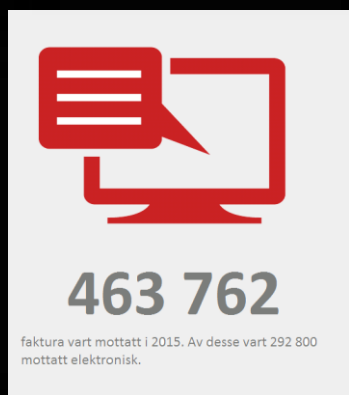 463 762
faktura vart mottatt i 2015. Av desse vart 292 800
mottatt elektronisk.